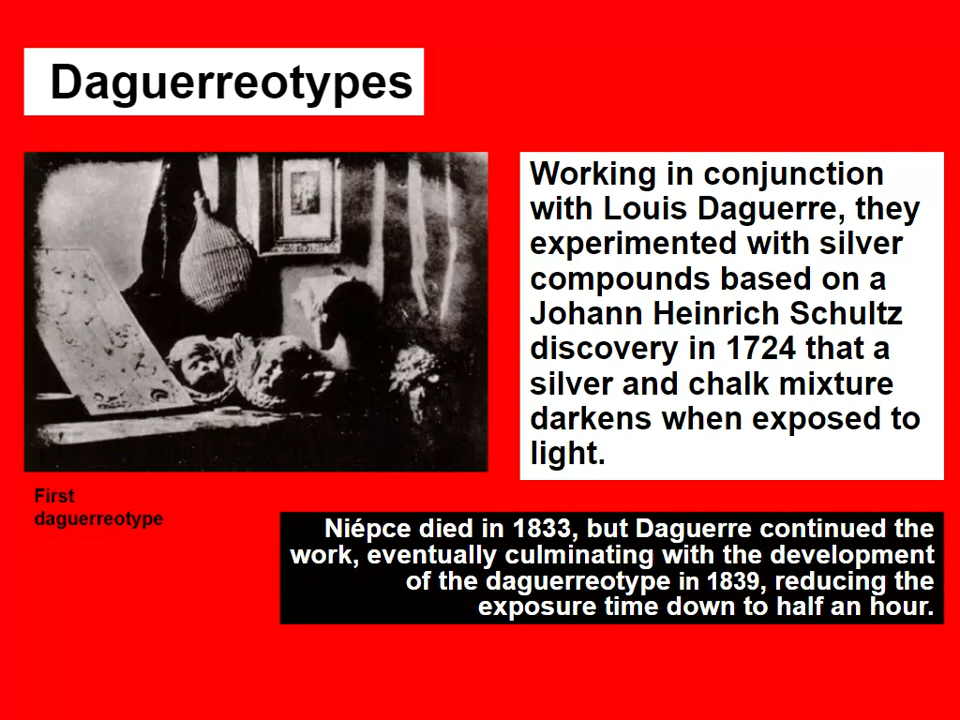 Daguerreotypes
Working in conjunction
with Louis Daguerre, they
experimented with silver
compounds based on a
Johann Heinrich Schultz
discovery in 1724 that a
silver and chalk mixture
darkens when exposed to
light.
First
daguerreotype
Niépce died in 1833, but Daguerre continued the
work, eventually culminating with the development
of the daguerreotype in 1839, reducing the
exposure time down to half an hour.